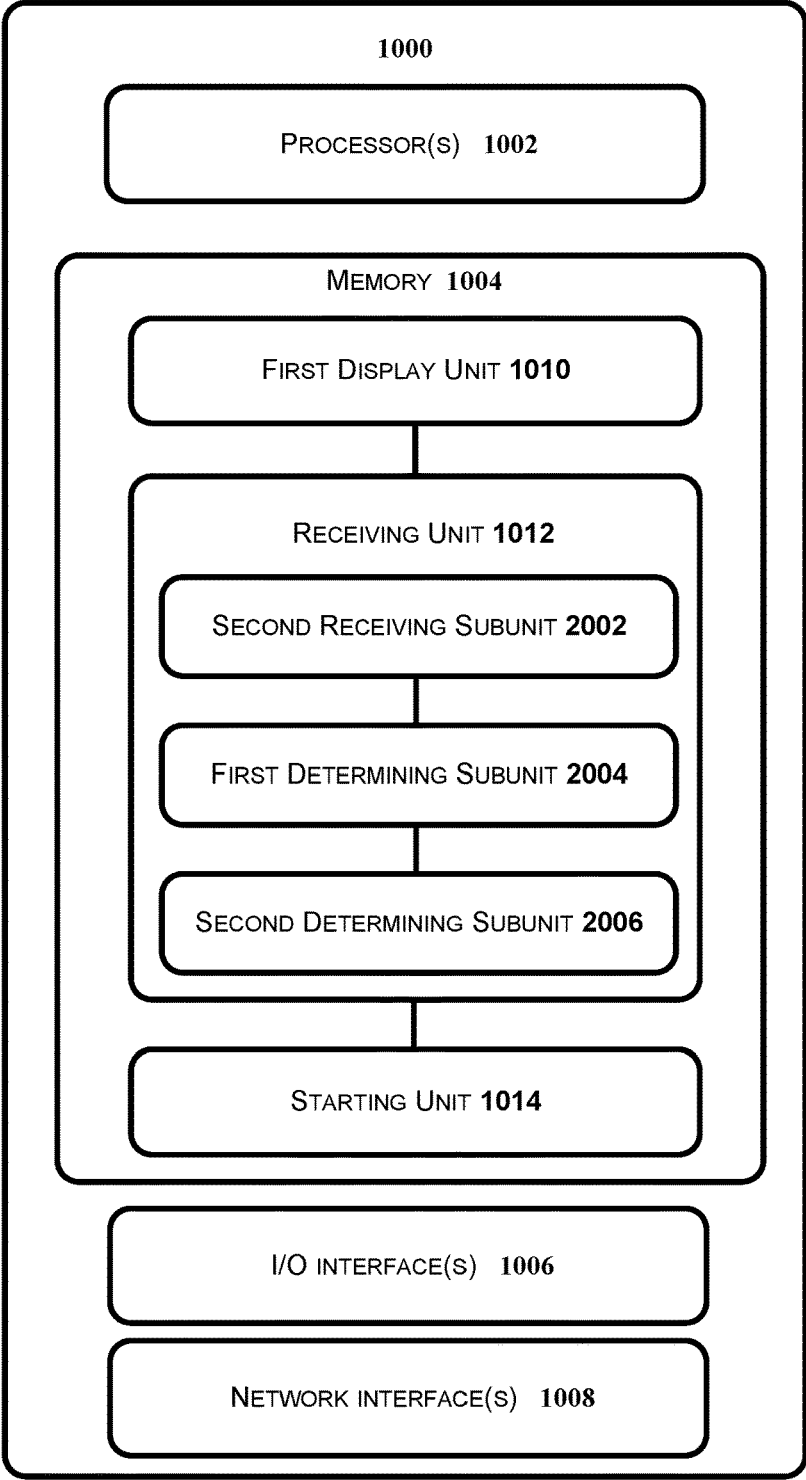 1000
PROCESSOR(S) 1002
MEMORY 1004
FIRST DISPLAY UNIT 1010
RECEIVING UNIT 1012
SECOND RECEIVING SUBUNIT 2002
FIRST DETERMINING SUBUNIT 2004
SECOND DETERMINING SUBUNIT 2006
STARTING UNIT 1014
I/O INTERFACE(S) 1006
NETWORK INTERFACE(S) 1008